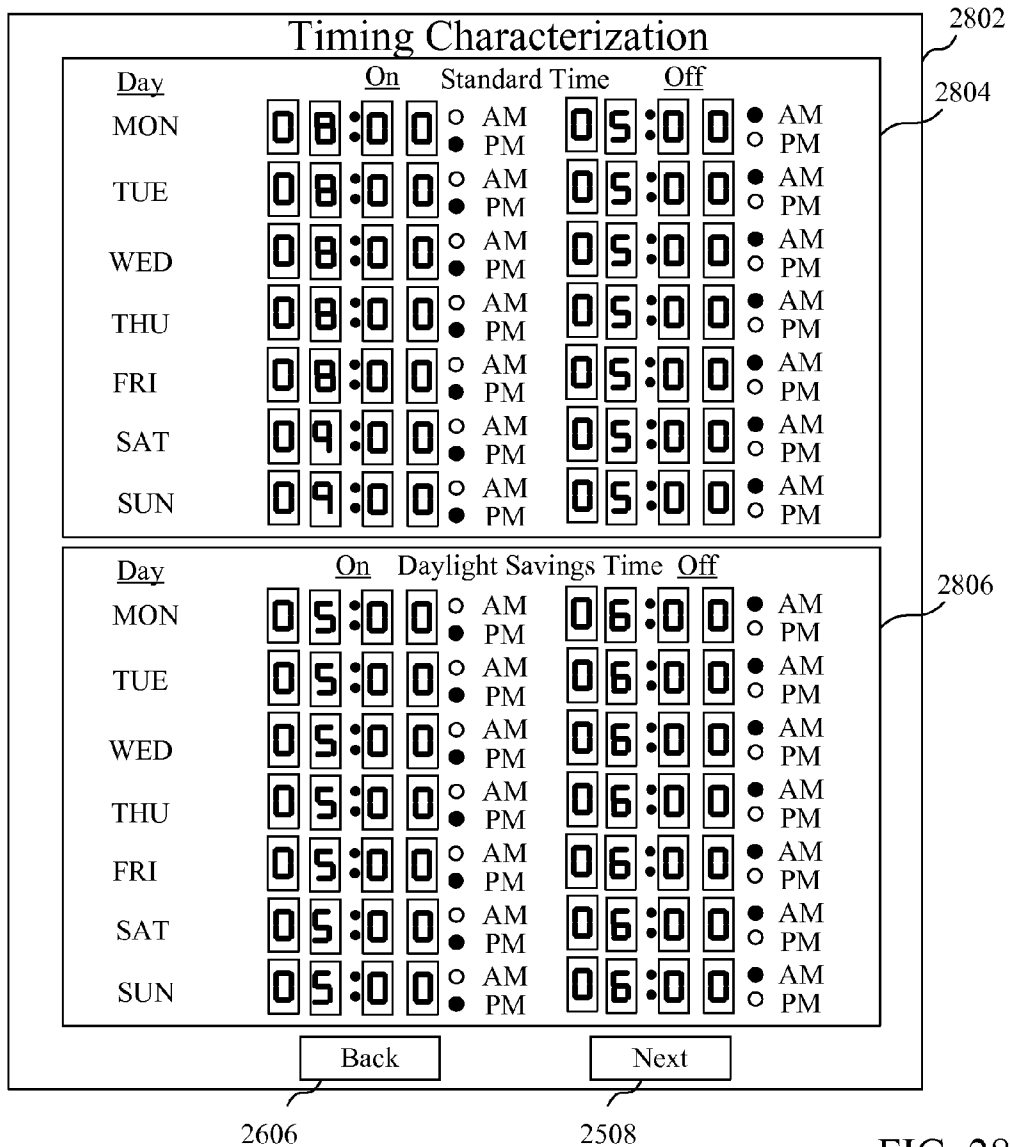 Timing Characterization
2802
Day On Standard Time Off
2804
MON 08:00 AM PM 05:00 AM PM
TUE 08:00 AM PM 05:00 AM PM
WED 08:00 AM PM 05:00 AM PM
THU 08:00 AM PM 05:00 AM PM
FRI 08:00 AM PM 05:00 AM PM
SAT 09:00 AM PM 05:00 AM PM
SUN 09:00 AM PM 05:00 AM PM
Day On Daylight Savings Time Off
2806
MON 05:00 AM PM 06:00 AM PM
TUE 05:00 AM PM 06:00 AM PM
WED 05:00 AM PM 06:00 AM PM
THU 05:00 AM PM 06:00 AM PM
FRI 05:00 AM PM 06:00 AM PM
SAT 05:00 AM PM 06:00 AM PM
SUN 05:00 AM PM 06:00 AM PM
Back Next
2606 2508
FIG. 28